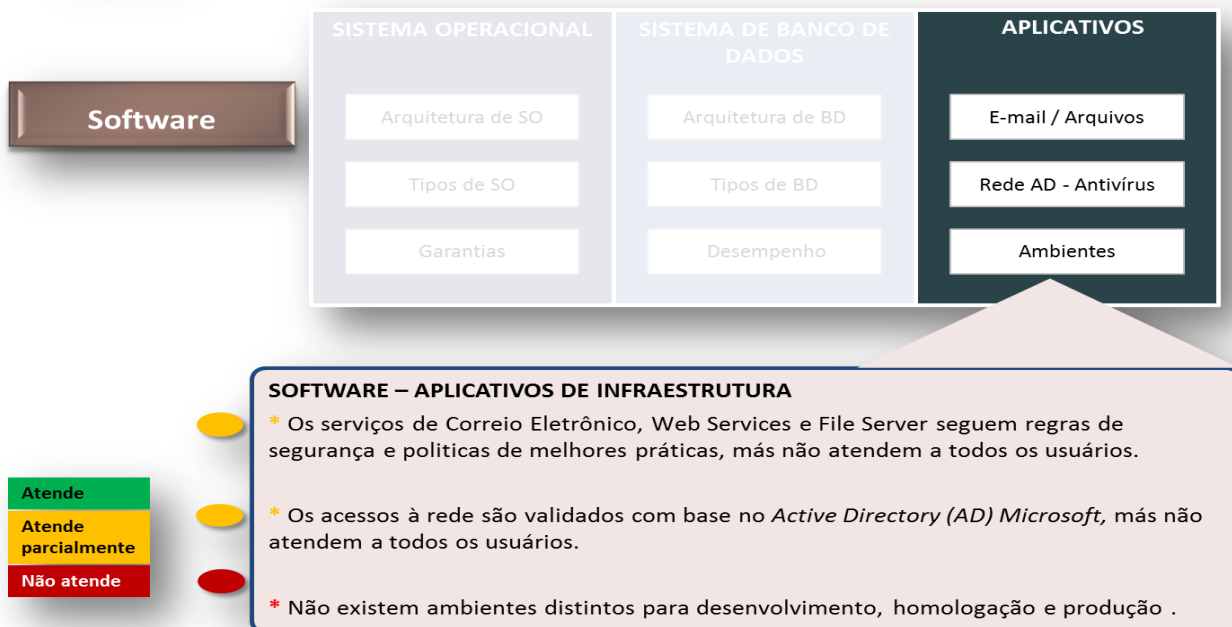 Software
SISTEMA OPERACIONAL
Arquitetura de SO
Tipos de SO
Garantias
SISTEMA DE BANCO DE
DADOS
Arquitetura de BD
Tipos de BD
Desempenho
APLICATIVOS
E-mail / Arquivos
Rede AD - Antivírus
Ambientes
SOFTWARE – APLICATIVOS DE INFRAESTRUTURA
* Os serviços de Correio Eletrônico, Web Services e File Server seguem regras de
segurança e politicas de melhores práticas, más não atendem a todos os usuários.
* Os acessos à rede são validados com base no Active Directory (AD) Microsoft, más não
atendem a todos os usuários.
* Não existem ambientes distintos para desenvolvimento, homologação e produção .
Atende
Atende
parcialmente
Não atende